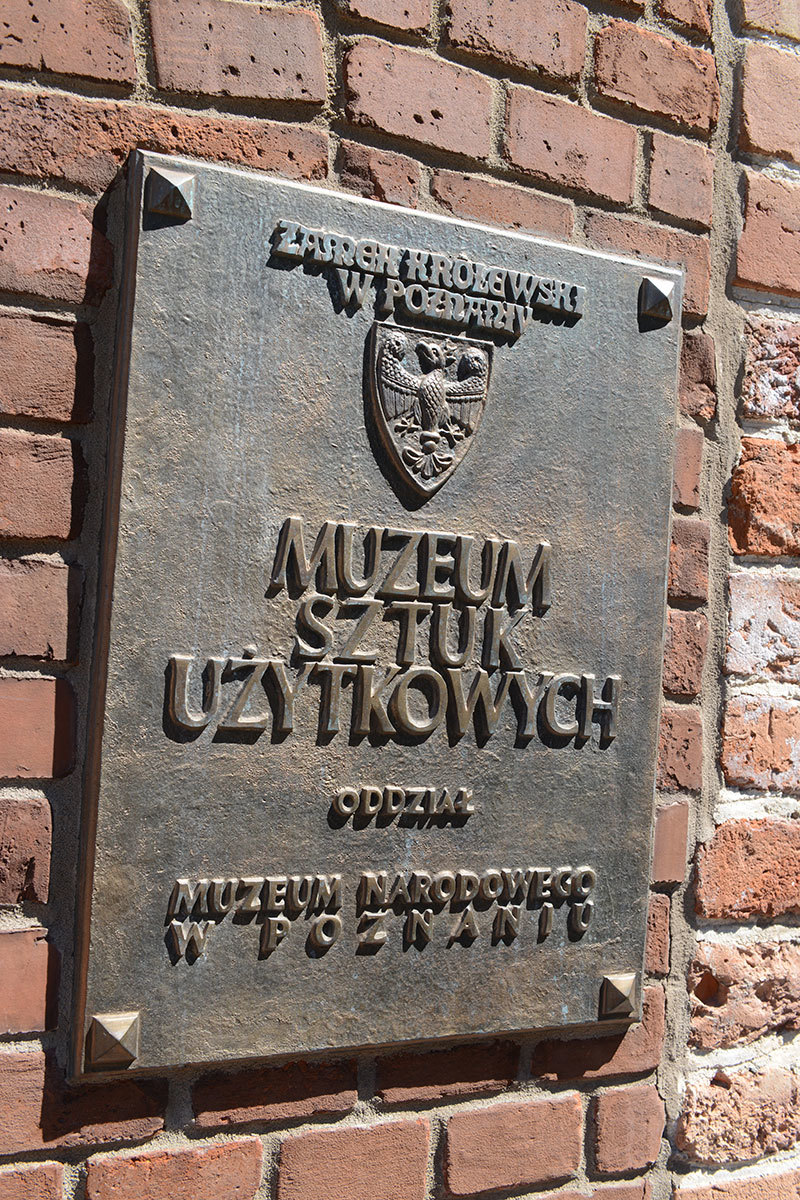 ZAMEK KRÓLEWSKI
W POZNANIU
MUZEUM
SZTUK
UŻYTKOWYCH
ODDZIAŁ
MUZEUM NARODOWEGO
W POZNANIU